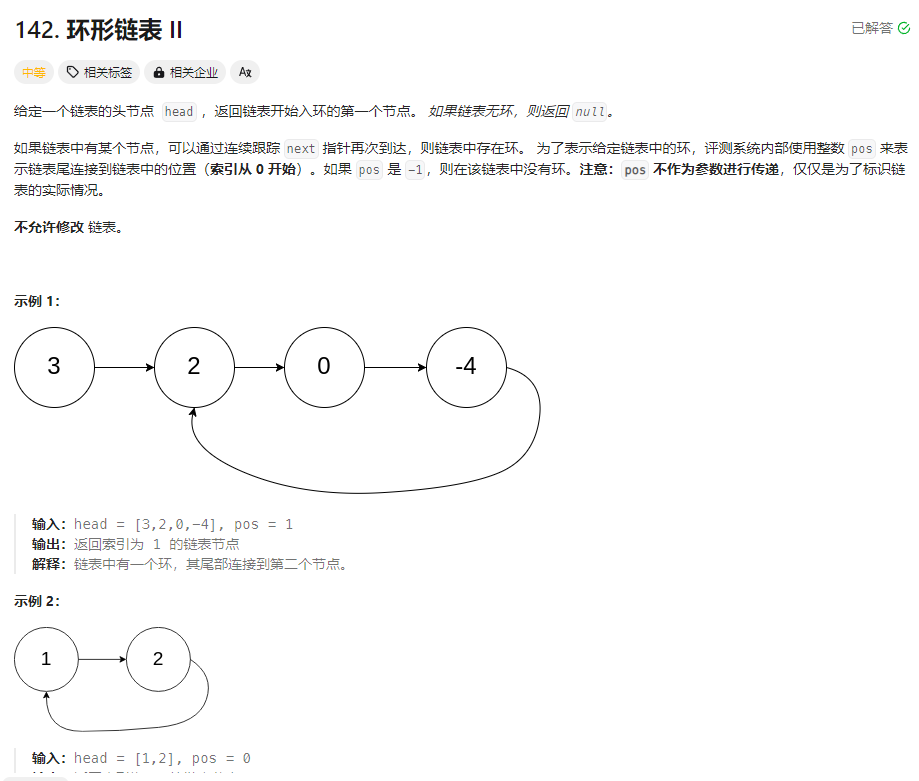 142. 环形链表 II
已解答
中等 相关标签 相关企业 Az
给定一个链表的头节点 head ，返回链表开始入环的第一个节点。 如果链表无环，则返回 null。
如果链表中有某个节点，可以通过连续跟踪 next 指针再次到达，则链表中存在环。 为了表示给定链表中的环，评测系统内部使用整数 pos 来表
示链表尾连接到链表中的位置（索引从 0 开始）。如果 pos 是 -1，则在该链表中没有环。注意：pos 不作为参数进行传递，仅仅是为了标识链
表的实际情况。
不允许修改 链表。
示例 1：
3 2 0 -4
输入：head = [3,2,0,-4], pos = 1
输出：返回索引为 1 的链表节点
解释：链表中有一个环，其尾部连接到第二个节点。
示例 2：
1 2
输入：head = [1,2], pos = 0